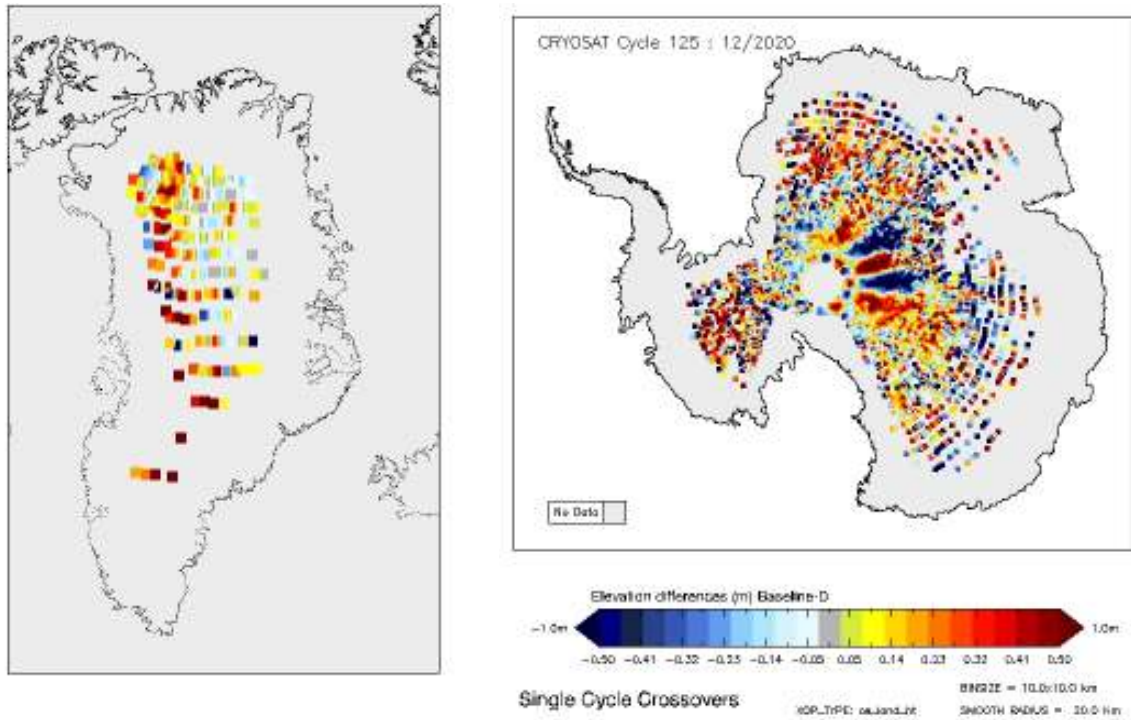 CRYOSAT Cycle 125 : 12/2020
No Data
Elevation differences (m) Baseline-D
-1.0m
1.0m
-0.50 -0.41 -0.32 -0.23 -0.14 -0.05 0.05 0.14 0.23 0.32 0.41 0.50
Single Cycle Crossovers
XOP_TYPE:
BINSIZE = 10.0x10.0 km
SMOOTH RADIUS = 20.0 Km